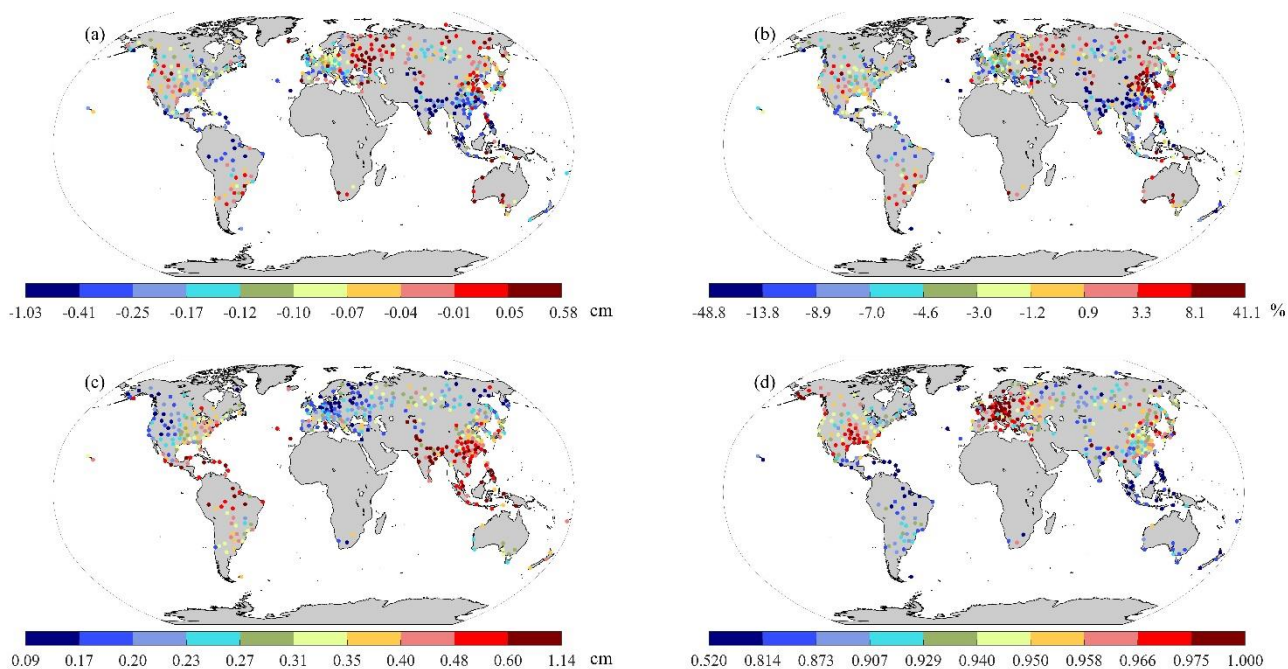 (a)
(b)
-1.03 -0.41 -0.25 -0.17 -0.12 -0.10 -0.07 -0.04 -0.01 0.05 0.58 cm
-48.8 -13.8 -8.9 -7.0 -4.6 -3.0 -1.2 0.9 3.3 8.1 41.1 %
(c)
(d)
0.09 0.17 0.20 0.23 0.27 0.31 0.35 0.40 0.48 0.60 1.14 cm
0.520 0.814 0.873 0.907 0.929 0.940 0.950 0.958 0.966 0.975 1.000